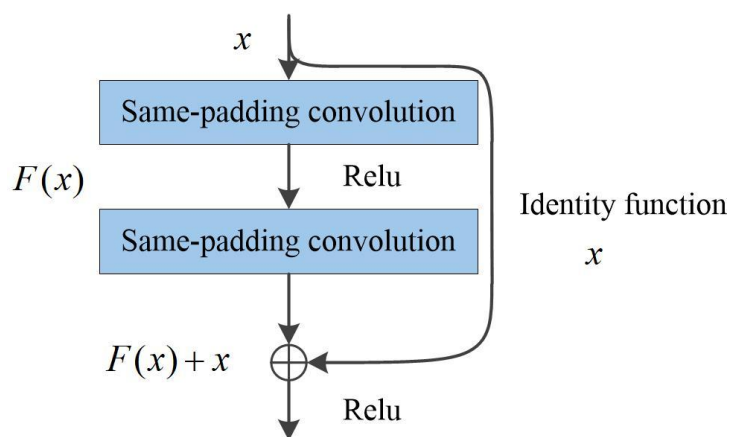 x
Same-padding convolution
F(x)
Relu
Identity function
x
Same-padding convolution
F(x) + x
Relu